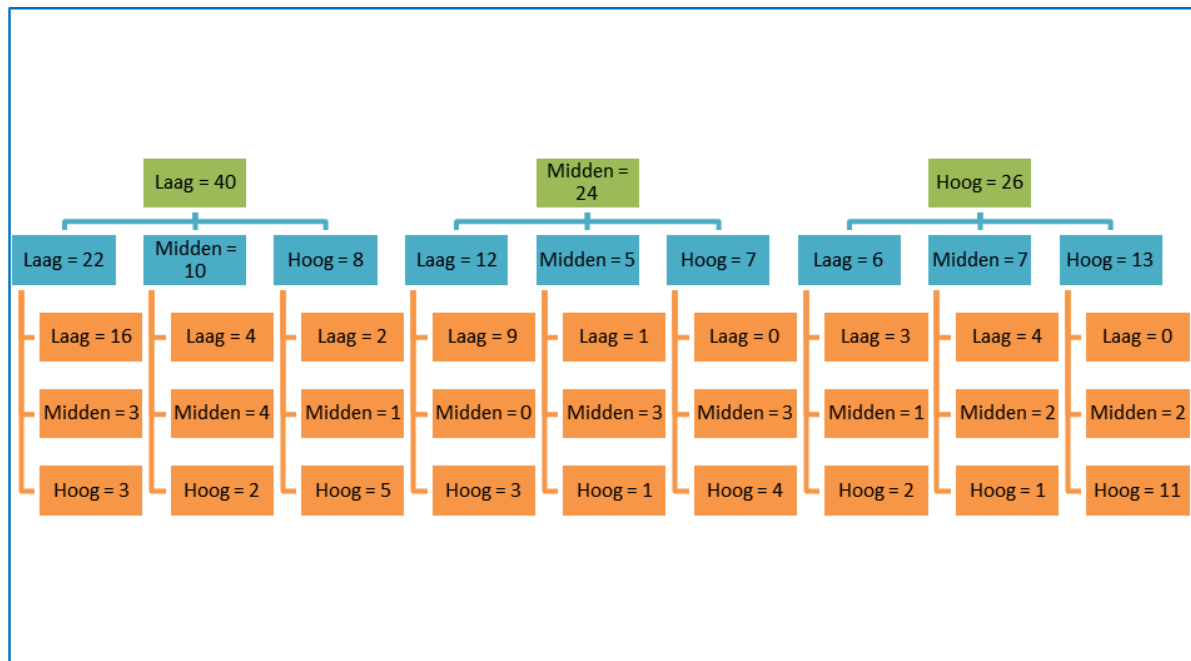 Laag = 40
Midden =
24
Hoog = 26
Laag = 22
Midden =
10
Hoog = 8
Laag = 12
Midden = 5
Hoog = 7
Laag = 6
Midden = 7
Hoog = 13
Laag = 16
Laag = 4
Laag = 2
Laag = 9
Laag = 1
Laag = 0
Laag = 3
Laag = 4
Laag = 0
Midden = 3
Midden = 4
Midden = 1
Midden = 0
Midden = 3
Midden = 3
Midden = 1
Midden = 2
Midden = 2
Hoog = 3
Hoog = 2
Hoog = 5
Hoog = 3
Hoog = 1
Hoog = 4
Hoog = 2
Hoog = 1
Hoog = 11